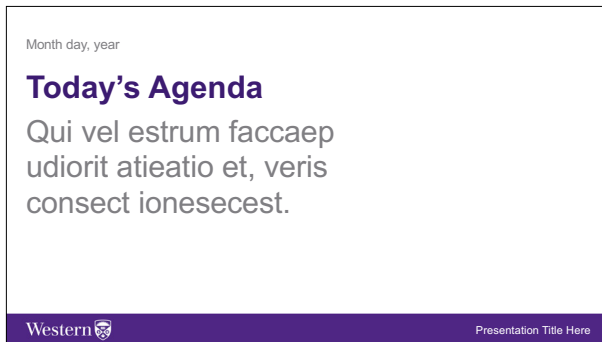 Month day, year
Today's Agenda
Qui vel estrum faccaep
udiorit atieatio et, veris
consect ionesecest.
Western
Presentation Title Here